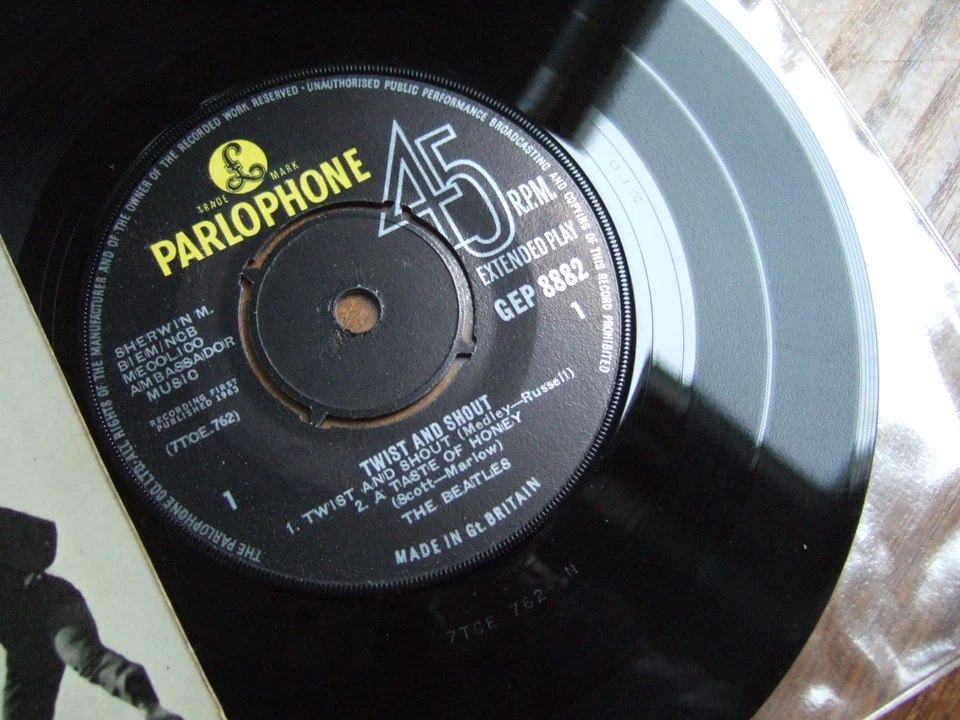 THE PARLOPHONE CO. LTD. ALL RIGHTS OF THE MANUFACTURER AND OF THE OWNER OF THE RECORDED WORK RESERVED · UNAUTHORISED PUBLIC PERFORMANCE BROADCASTING AND COPYING OF THIS RECORD PROHIBITED
£
TRADE MARK
PARLOPHONE
45
R.P.M.
EXTENDED PLAY
GEP 8882
1
SHERWIN M.
BIEM/NCB
MECOLICO
AMBASSADOR
MUSIC
RECORDING FIRST
PUBLISHED 1963
(7TCE.762)
1
TWIST AND SHOUT
1. TWIST AND SHOUT (Medley—Russell)
2. A TASTE OF HONEY
(Scott—Marlow)
THE BEATLES
MADE IN Gt. BRITAIN
7TCE 762-1N